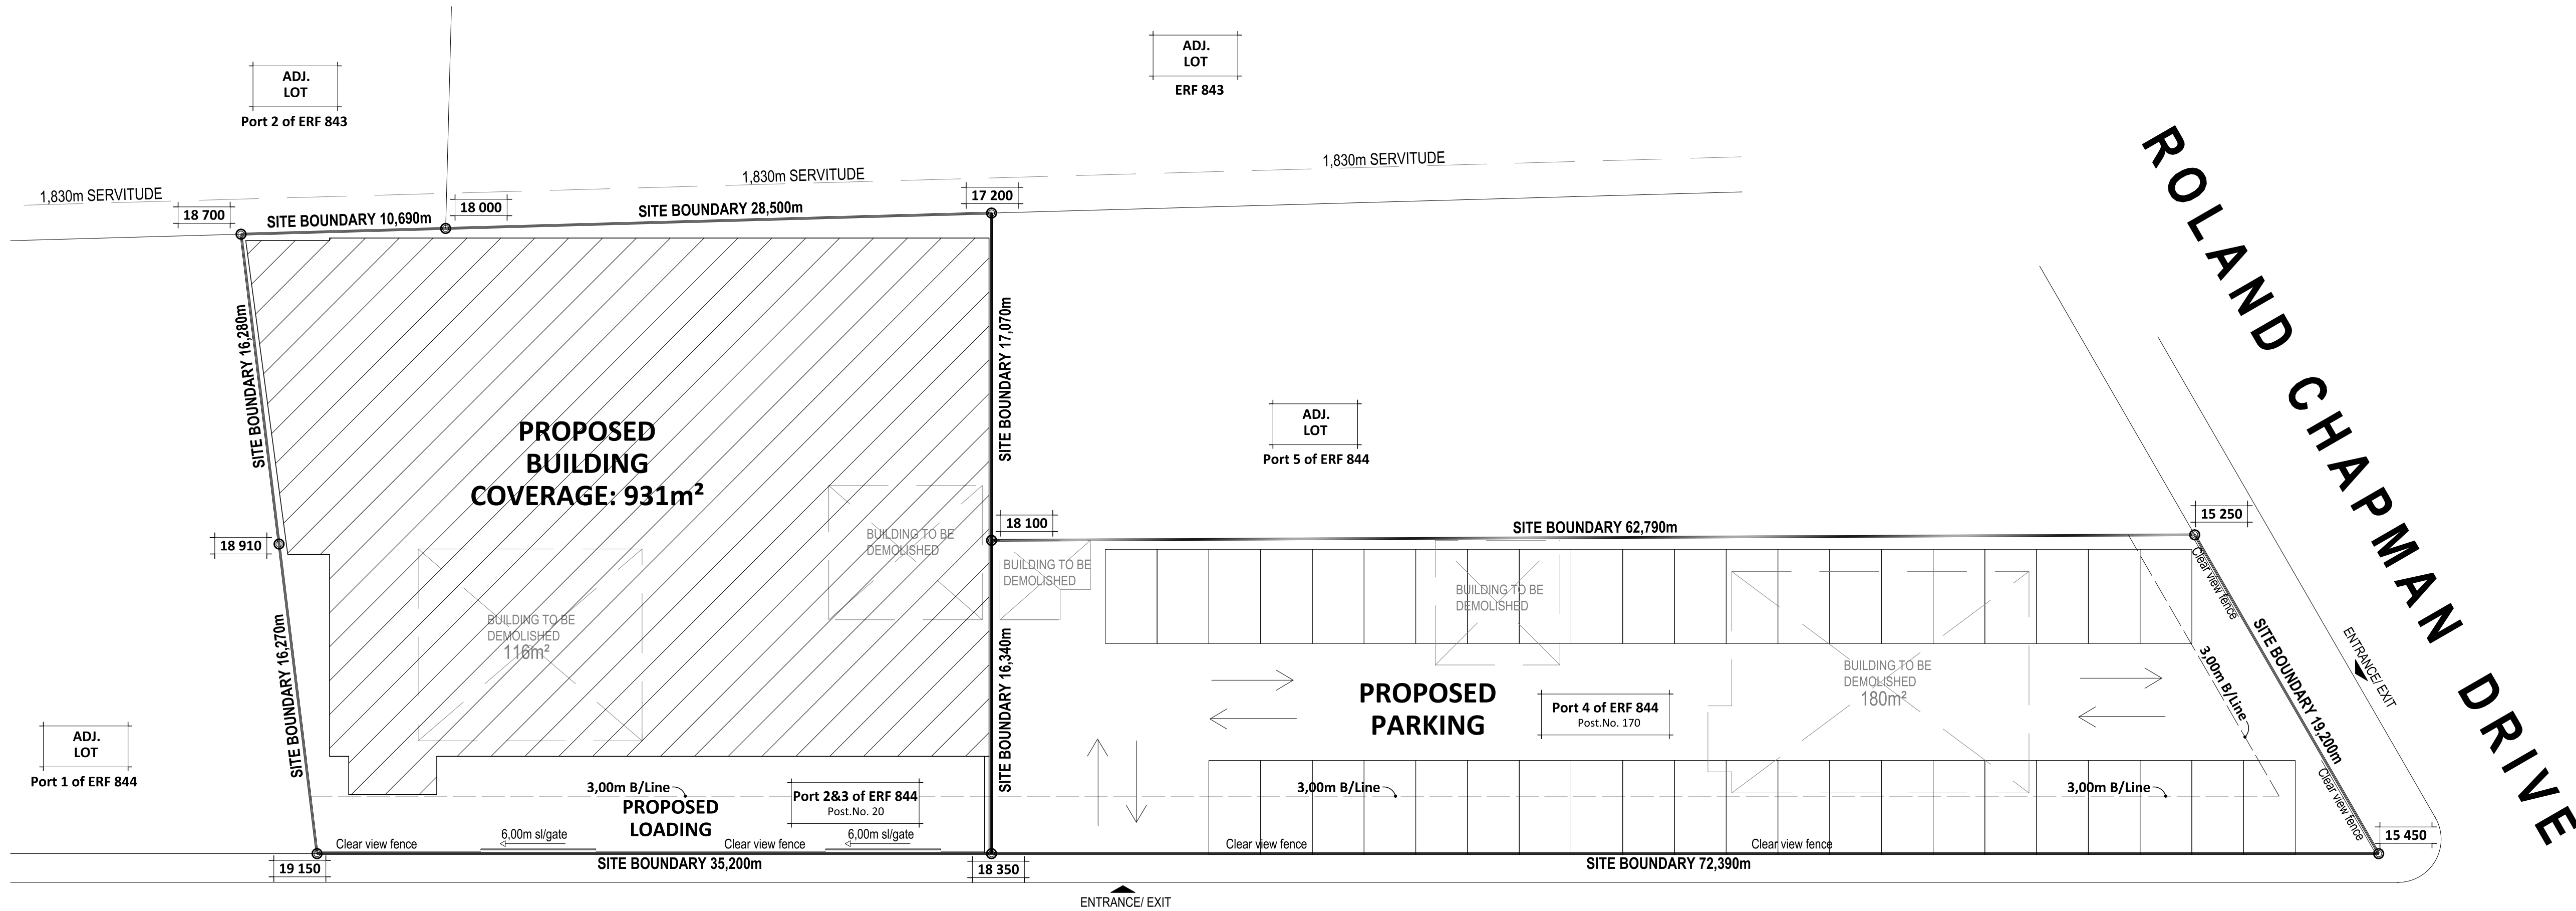 ADJ.
LOT
Port 2 of ERF 843
ADJ.
LOT
ERF 843
1,830m SERVITUDE
1,830m SERVITUDE
1,830m SERVITUDE
18 700
SITE BOUNDARY 10,690m
18 000
SITE BOUNDARY 28,500m
17 200
ROLAND CHAPMAN DRIVE
SITE BOUNDARY 16,280m
SITE BOUNDARY 17,070m
PROPOSED
BUILDING
COVERAGE: 931m²
ADJ.
LOT
Port 5 of ERF 844
18 910
18 100
SITE BOUNDARY 62,790m
15 250
BUILDING TO BE
DEMOLISHED
BUILDING TO BE
DEMOLISHED
BUILDING TO BE
DEMOLISHED
Clear view fence
BUILDING TO BE
DEMOLISHED
116m²
SITE BOUNDARY 16,270m
SITE BOUNDARY 16,340m
BUILDING TO BE
DEMOLISHED
180m²
3,00m B/Line
SITE BOUNDARY 19,200m
ENTRANCE/ EXIT
PROPOSED
PARKING
Port 4 of ERF 844
Post.No. 170
ADJ.
LOT
Port 1 of ERF 844
3,00m B/Line
PROPOSED
LOADING
Port 2&3 of ERF 844
Post.No. 20
3,00m B/Line
3,00m B/Line
Clear view fence
Clear view fence
6,00m sl/gate
Clear view fence
6,00m sl/gate
Clear view fence
Clear view fence
15 450
19 150
SITE BOUNDARY 35,200m
18 350
SITE BOUNDARY 72,390m
ENTRANCE/ EXIT